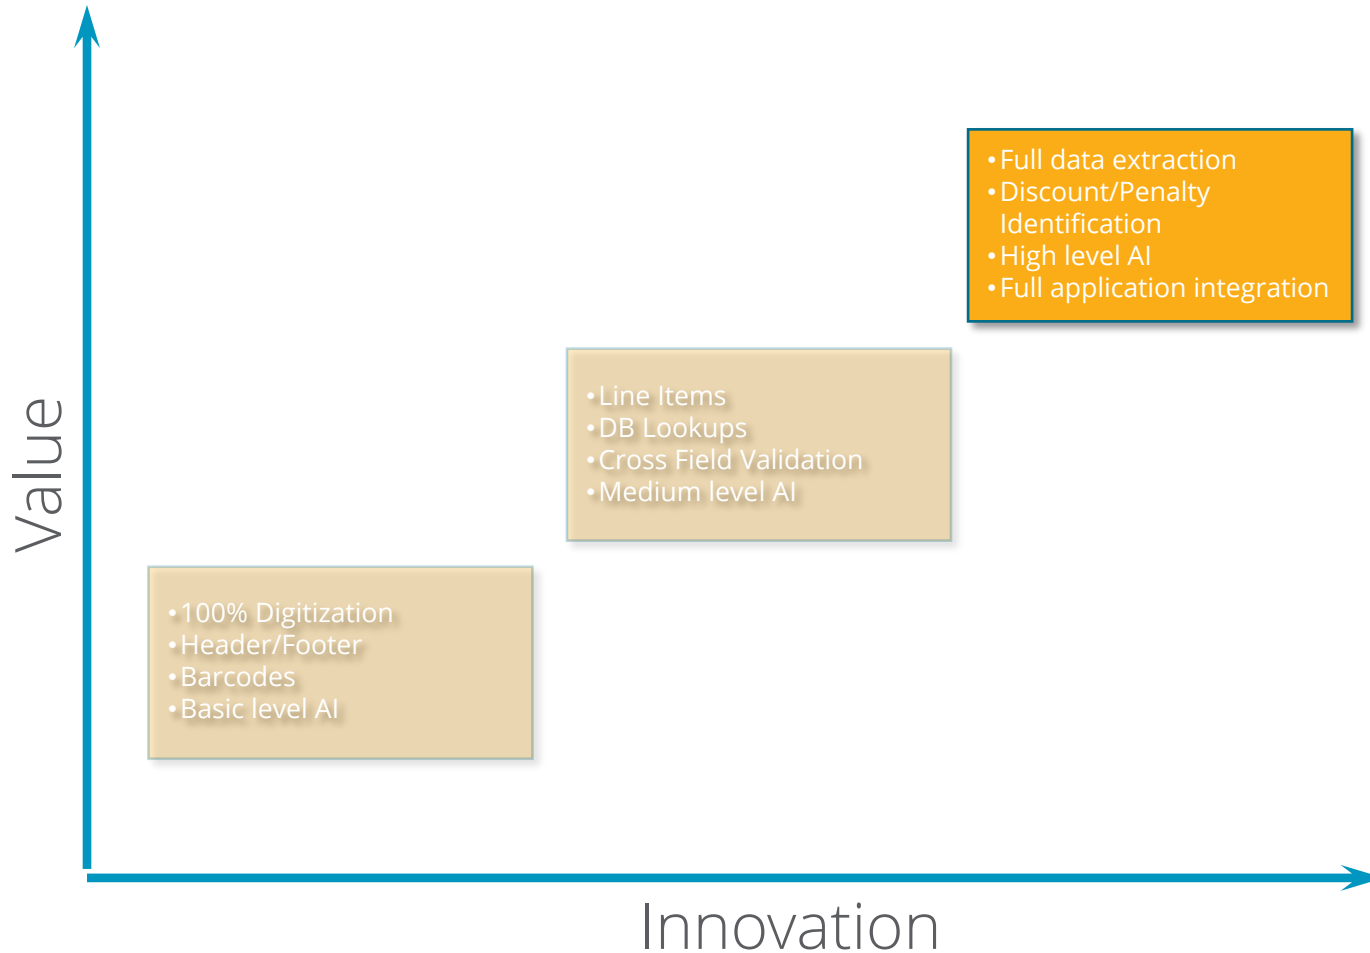 Value
• Full data extraction
• Discount/Penalty
Identification
• High level AI
• Full application integration
• Line Items
• DB Lookups
• Cross Field Validation
• Medium level AI
• 100% Digitization
• Header/Footer
• Barcodes
• Basic level AI
Innovation